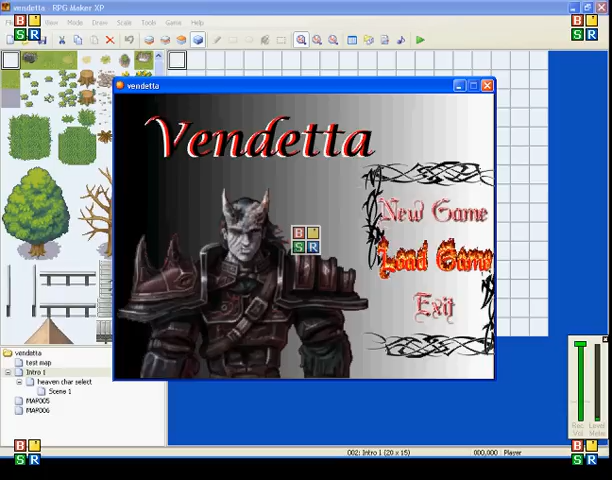 vendetta - RPG Maker XP
View Mode Draw Scale Tools Game Help
vendetta
Vendetta
New Game
Load Game
Exit
B
S R
vendetta
test map
Intro 1
heaven char select
Scene 1
MAP005
MAP006
Rec Vol
Level Meter
002: Intro 1 (20 x 15)
000,000
Player